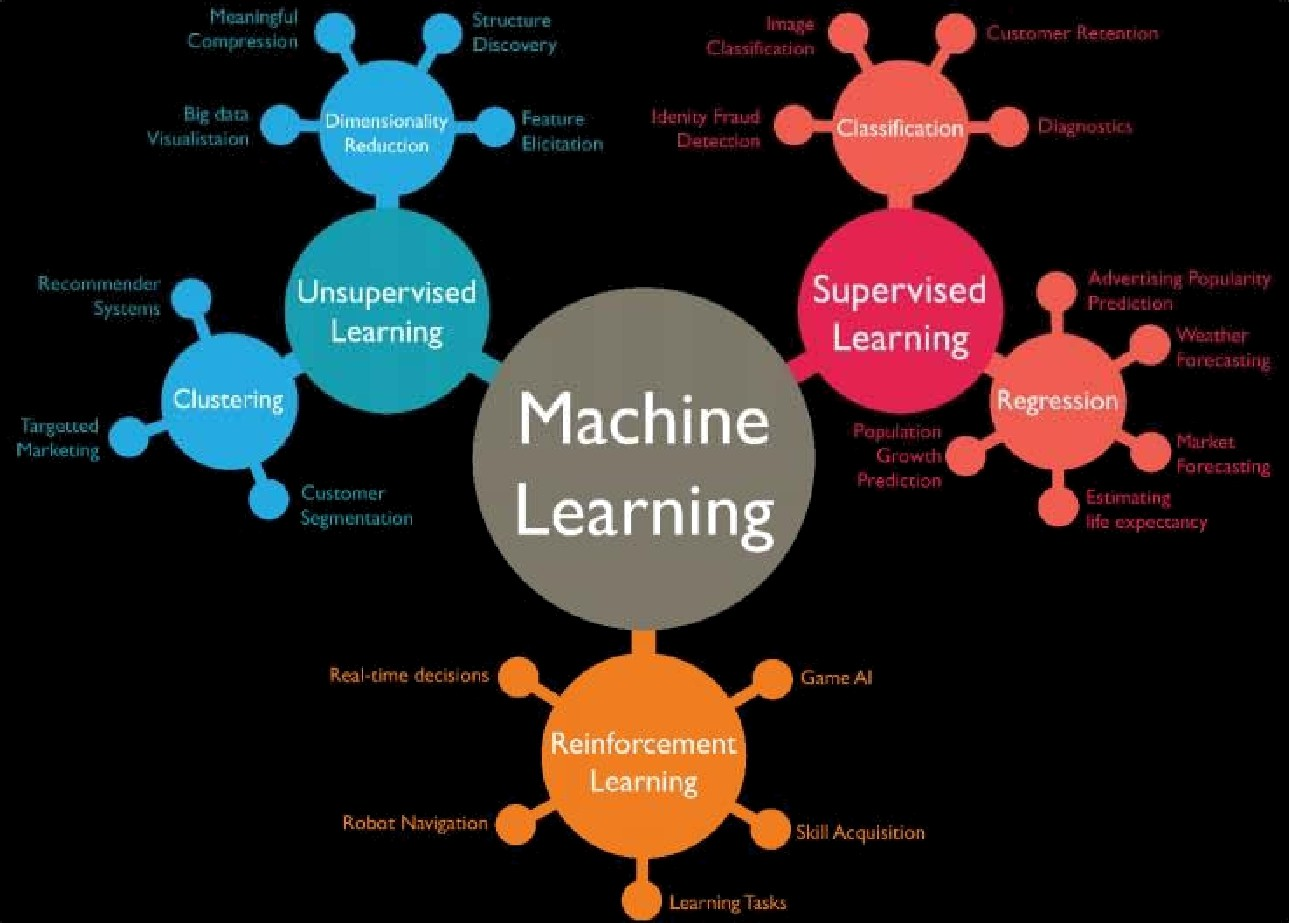 Meaningful
Compression
Structure
Discovery
Big data
Visualistaion
Dimensionality
Reduction
Feature
Elicitation
Unsupervised
Learning
Recommender
Systems
Clustering
Targetted
Marketing
Customer
Segmentation
Image
Classification
Customer Retention
Idenity Fraud
Detection
Classification
Diagnostics
Supervised
Learning
Advertising Popularity
Prediction
Weather
Forecasting
Regression
Population
Growth
Prediction
Market
Forecasting
Estimating
life expectancy
Machine
Learning
Real-time decisions
Game AI
Reinforcement
Learning
Robot Navigation
Skill Acquisition
Learning Tasks